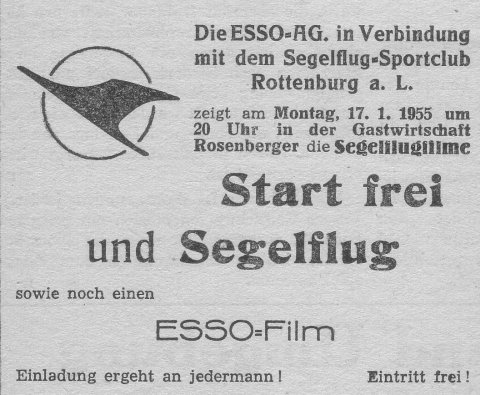 Die ESSO=AG. in Verbindung
mit dem Segelflug=Sportclub
Rottenburg a. L.
zeigt am Montag, 17. 1. 1955 um
20 Uhr in der Gastwirtschaft
Rosenberger die Segelflugfilme
Start frei
und Segelflug
sowie noch einen
ESSO=Film
Einladung ergeht an jedermann! Eintritt frei!